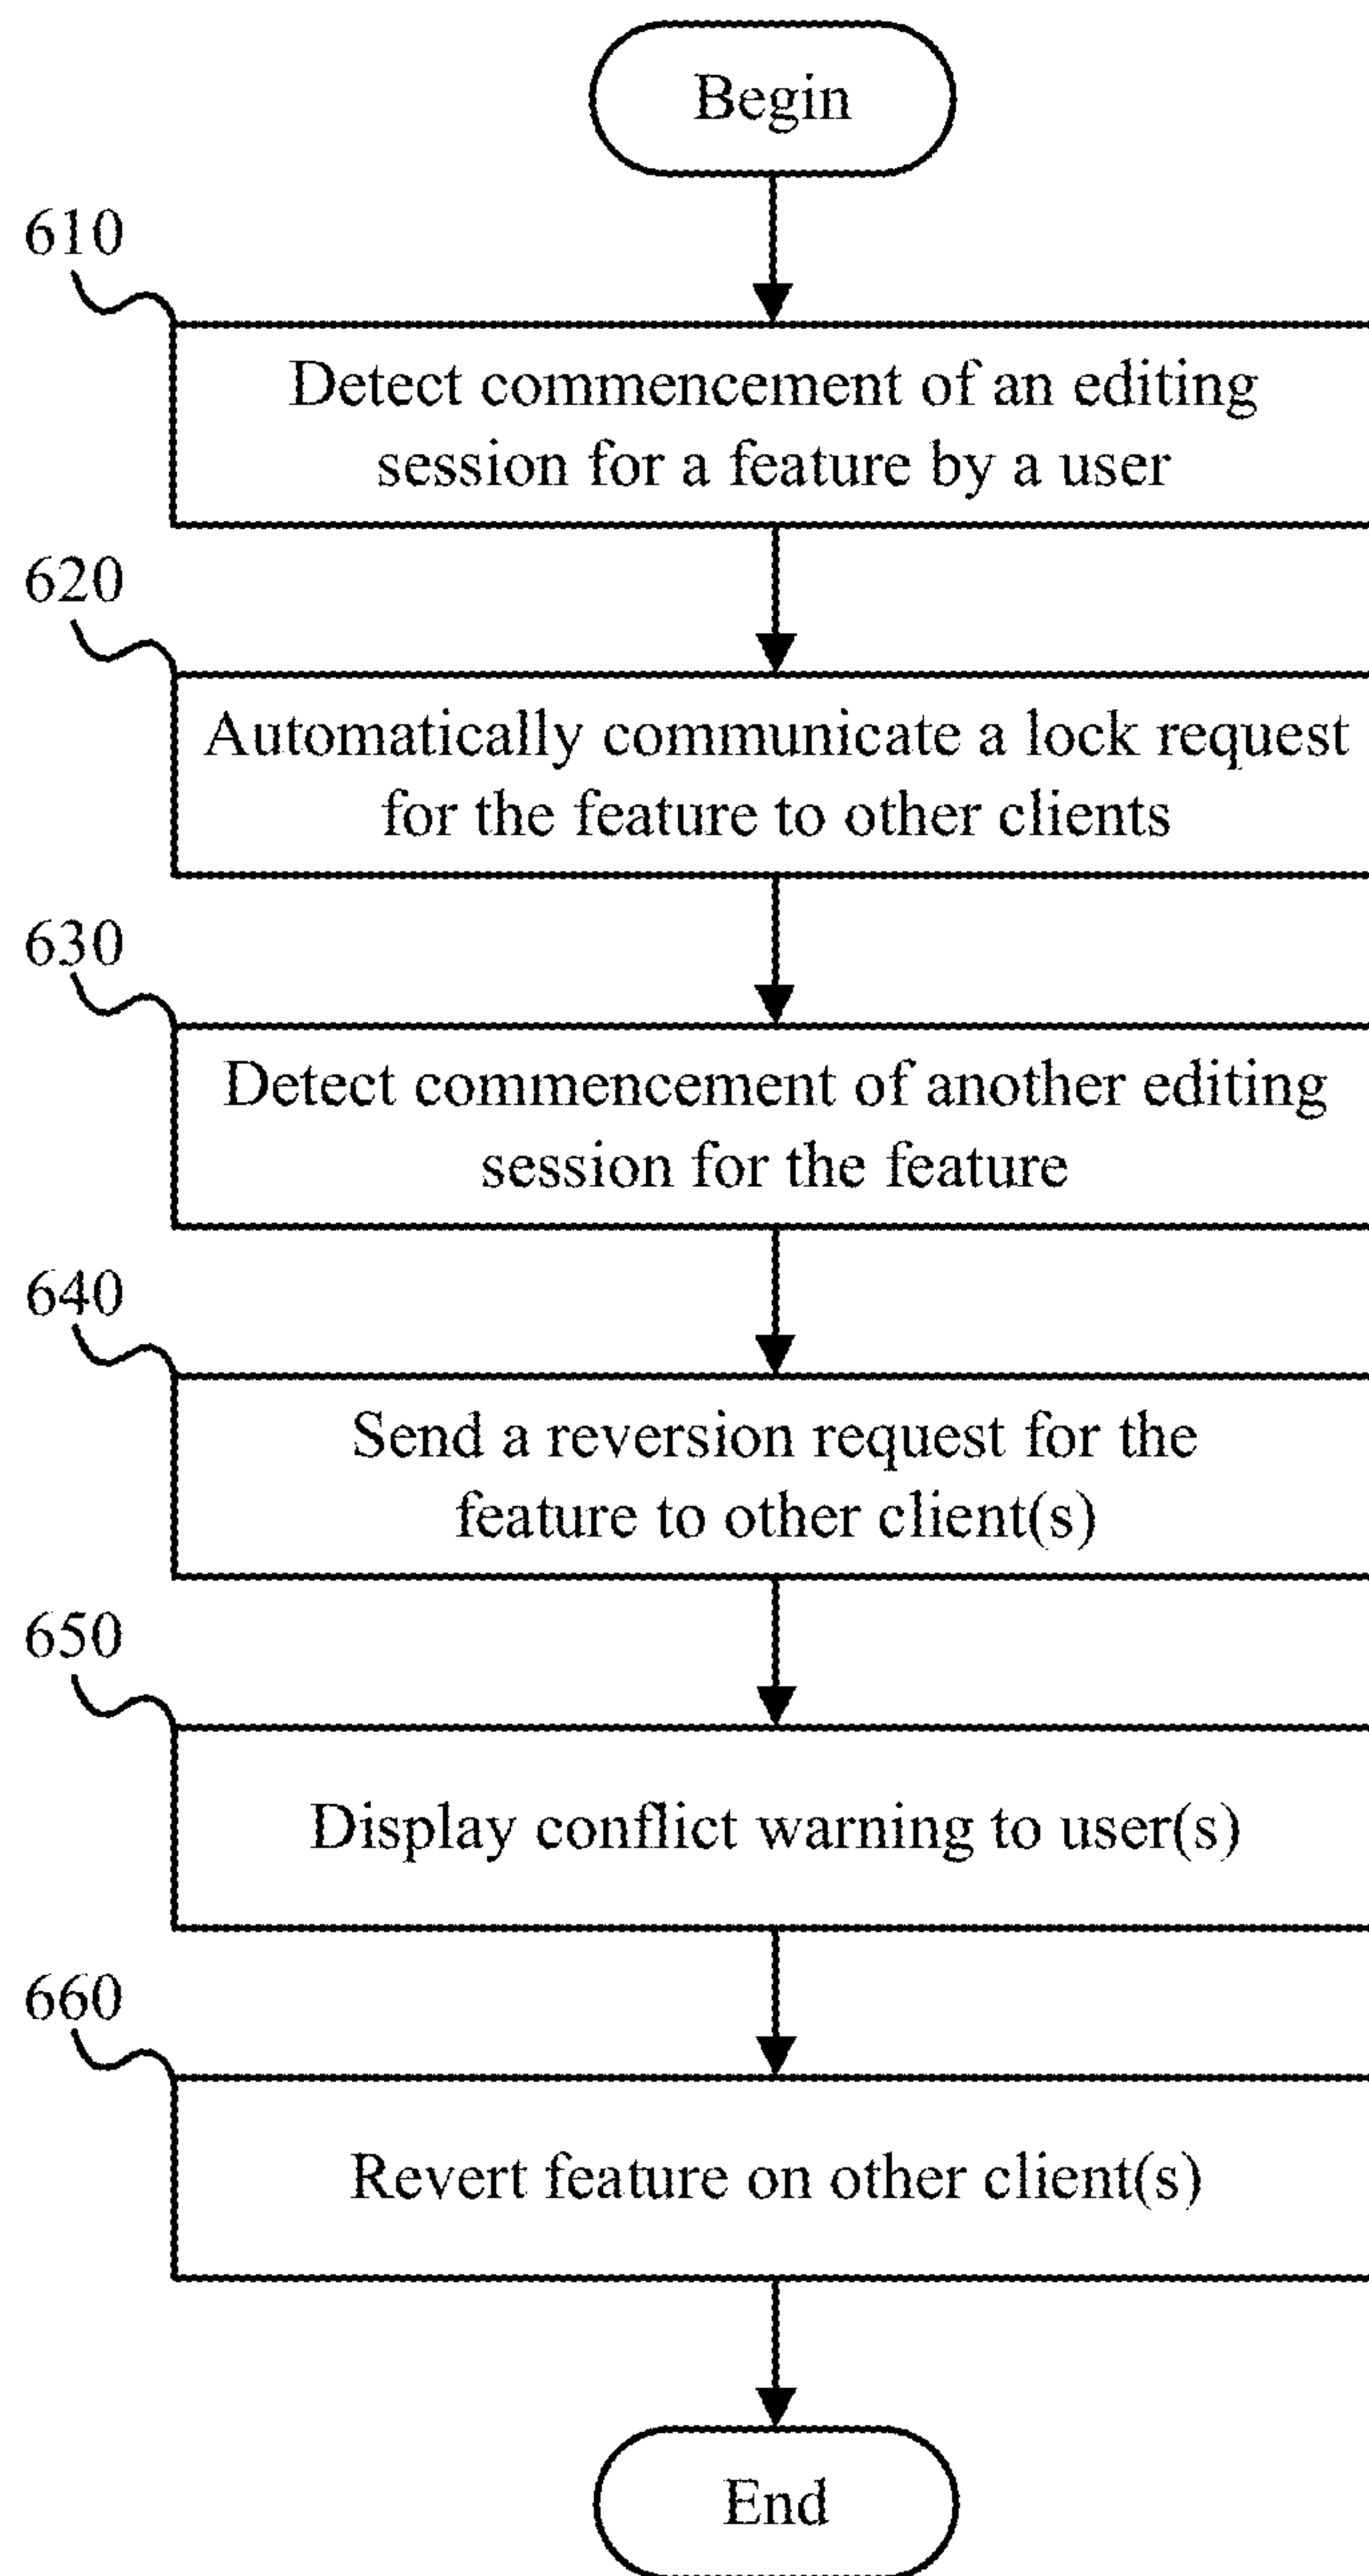 Begin
610
Detect commencement of an editing
session for a feature by a user
620
Automatically communicate a lock request
for the feature to other clients
630
Detect commencement of another editing
session for the feature
640
Send a reversion request for the
feature to other client(s)
650
Display conflict warning to user(s)
660
Revert feature on other client(s)
End